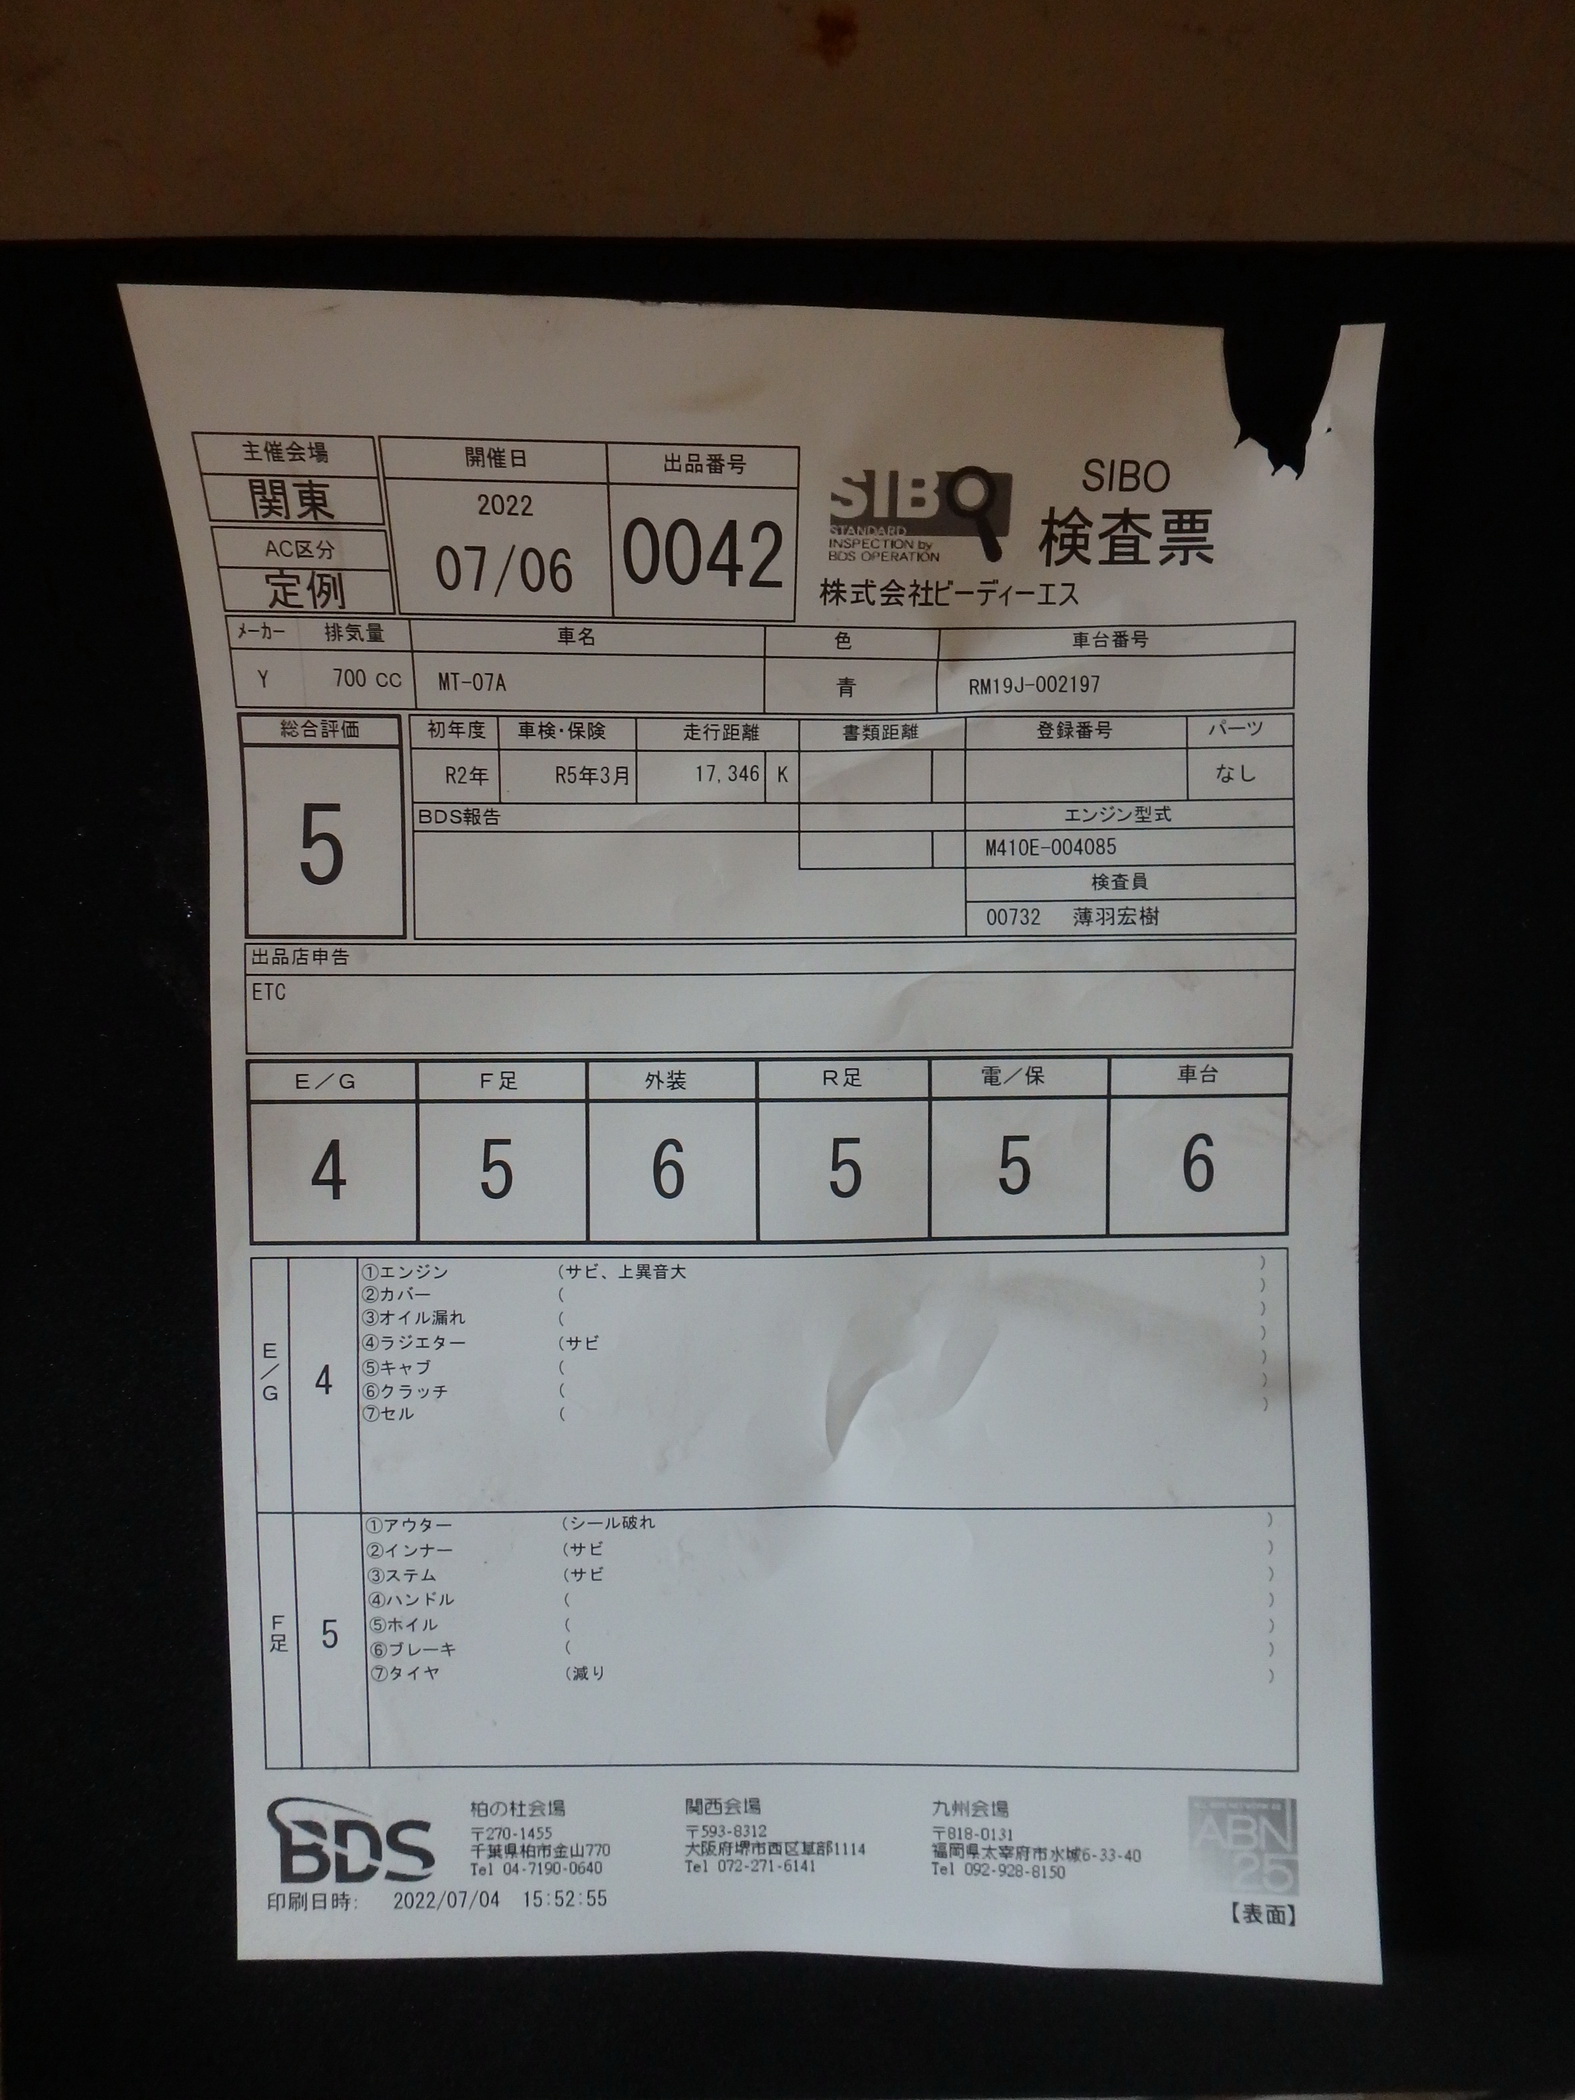 主催会場
関東
AC区分
定例
開催日
2022
07/06
出品番号
0042
SIBO
STANDARD
INSPECTION by
BDS OPERATION
SIBO
検査票
株式会社ビーディーエス
メーカー 排気量 車名 色 車台番号
Y 700 CC MT-07A 青 RM19J-002197
総合評価 初年度 車検・保険 走行距離 書類距離 登録番号 パーツ
5 R2年 R5年3月 17,346 K なし
BDS報告 エンジン型式
M410E-004085
検査員
00732 薄羽宏樹
出品店申告
ETC
E/G F足 外装 R足 電/保 車台
4 5 6 5 5 6
E/G 4
①エンジン (サビ、上異音大 )
②カバー ( )
③オイル漏れ ( )
④ラジエター (サビ )
⑤キャブ ( )
⑥クラッチ ( )
⑦セル ( )
F足 5
①アウター (シール破れ )
②インナー (サビ )
③ステム (サビ )
④ハンドル ( )
⑤ホイル ( )
⑥ブレーキ ( )
⑦タイヤ (減り )
BDS
柏の杜会場
〒270-1455
千葉県柏市金山770
Tel 04-7190-0640
関西会場
〒593-8312
大阪府堺市西区草部1114
Tel 072-271-6141
九州会場
〒818-0131
福岡県太宰府市水城6-33-40
Tel 092-928-8150
ABN
25
印刷日時: 2022/07/04 15:52:55
【表面】